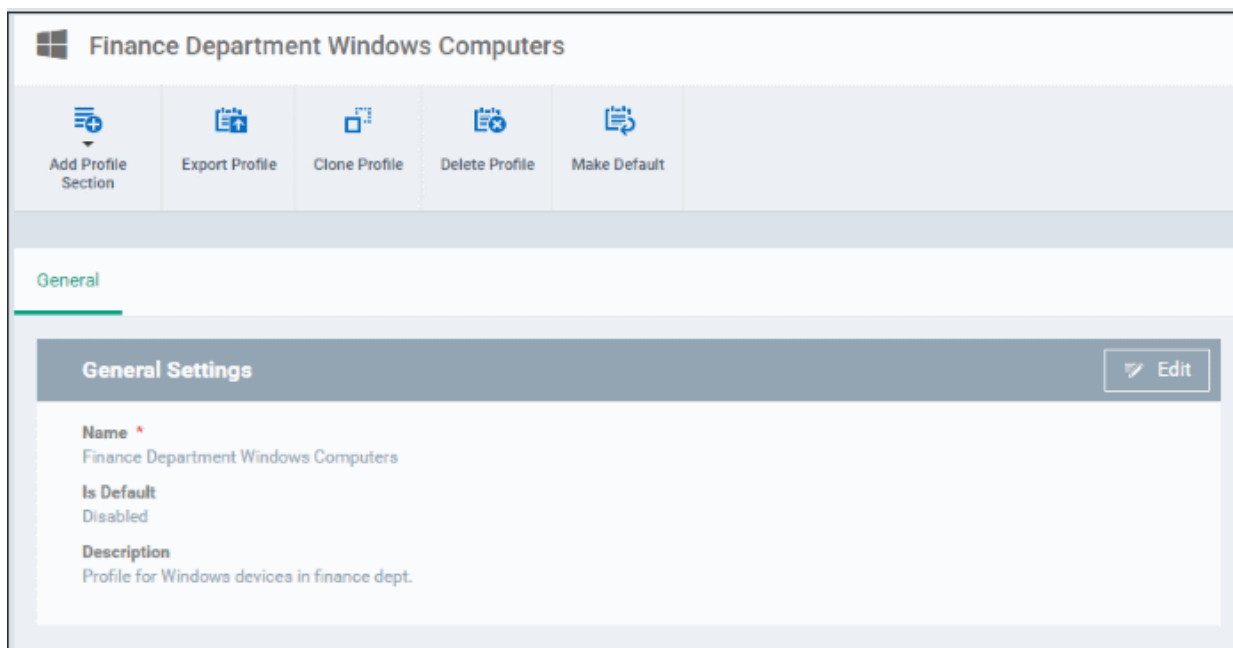 Finance Department Windows Computers
Add Profile
Section
Export Profile
Clone Profile
Delete Profile
Make Default
General
General Settings
Edit
Name *
Finance Department Windows Computers
Is Default
Disabled
Description
Profile for Windows devices in finance dept.